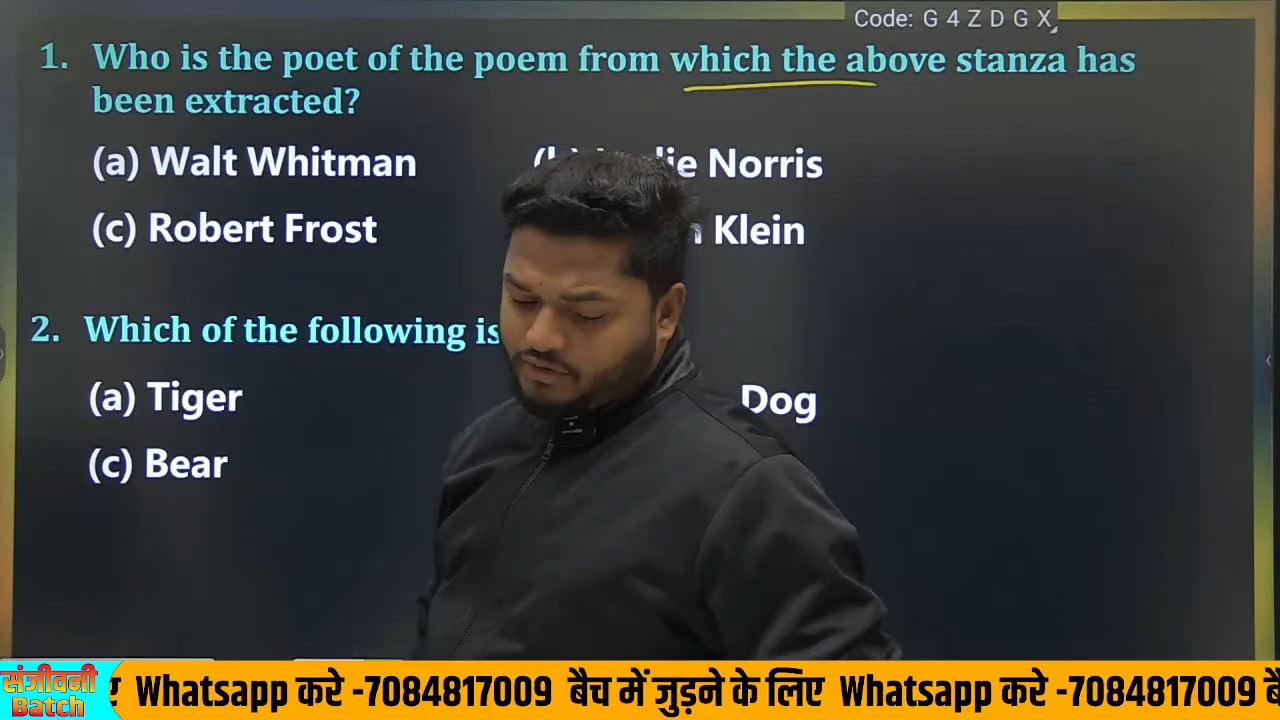 Code: G 4 Z D G X
1. Who is the poet of the poem from which the above stanza has
been extracted?
(a) Walt Whitman Norris
(c) Robert Frost Klein
2. Which of the following is
(a) Tiger Dog
(c) Bear
संजीवनी
Batch
Whatsapp करे -7084817009 बैच में जुड़ने के लिए Whatsapp करे -7084817009